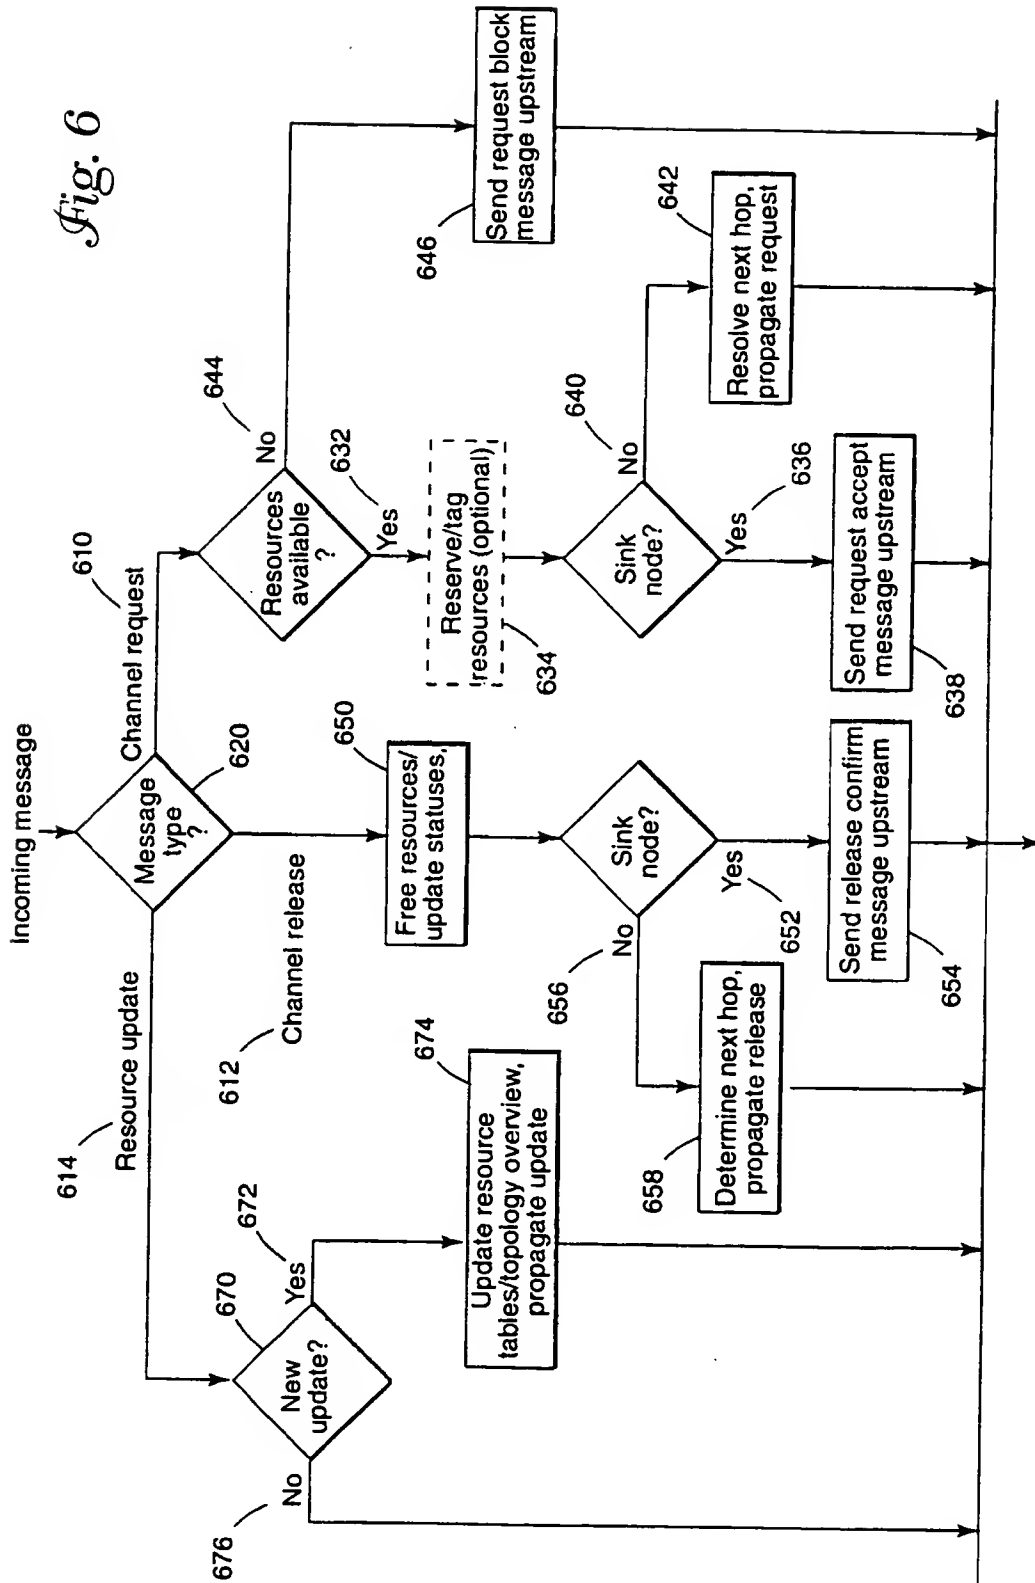 Fig. 6
Incoming message
Message
type
?
620
Channel request
610
Resource update
614
Channel release
612
Resources
available
?
No
644
Yes
632
Send request block
message upstream
646
Reserve/tag
resources (optional)
634
Sink
node?
No
640
Yes
636
Resolve next hop,
propagate request
642
Send request accept
message upstream
638
Free resources/
update statuses,
650
Sink
node?
No
656
Yes
652
Determine next hop,
propagate release
658
Send release confirm
message upstream
654
New
update?
670
Yes
672
No
676
Update resource
tables/topology overview,
propagate update
674